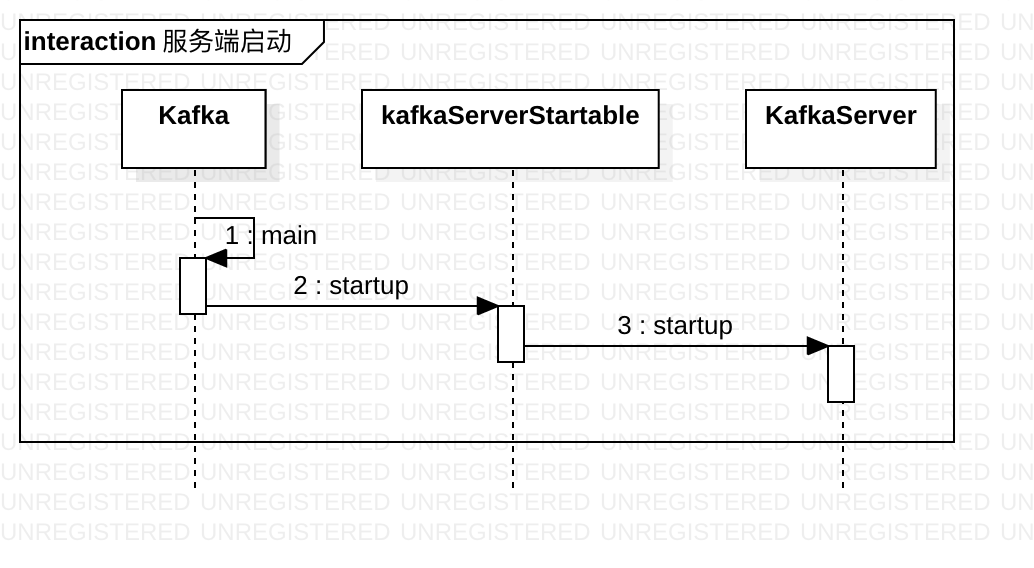 interaction 服务端启动
Kafka
kafkaServerStartable
KafkaServer
1 : main
2 : startup
3 : startup
UNREGISTERED UNREGISTERED UNREGISTERED UNREGISTERED UNREGISTERED UN